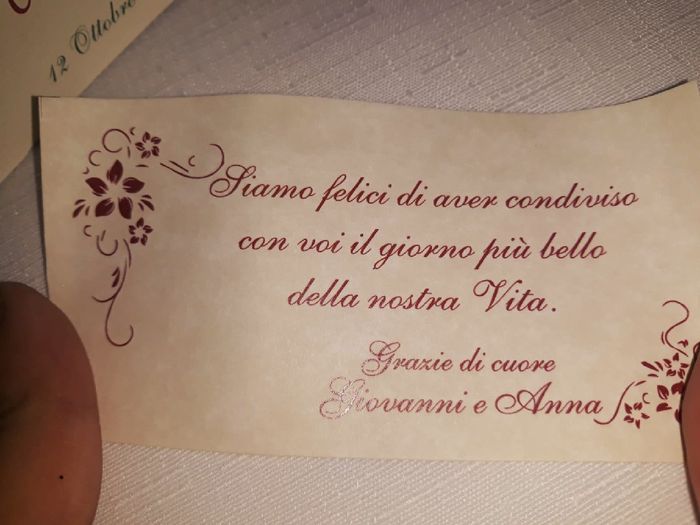 12 Ottobre
Siamo felici di aver condiviso
con voi il giorno più bello
della nostra Vita.
Grazie di cuore
Giovanni e Anna